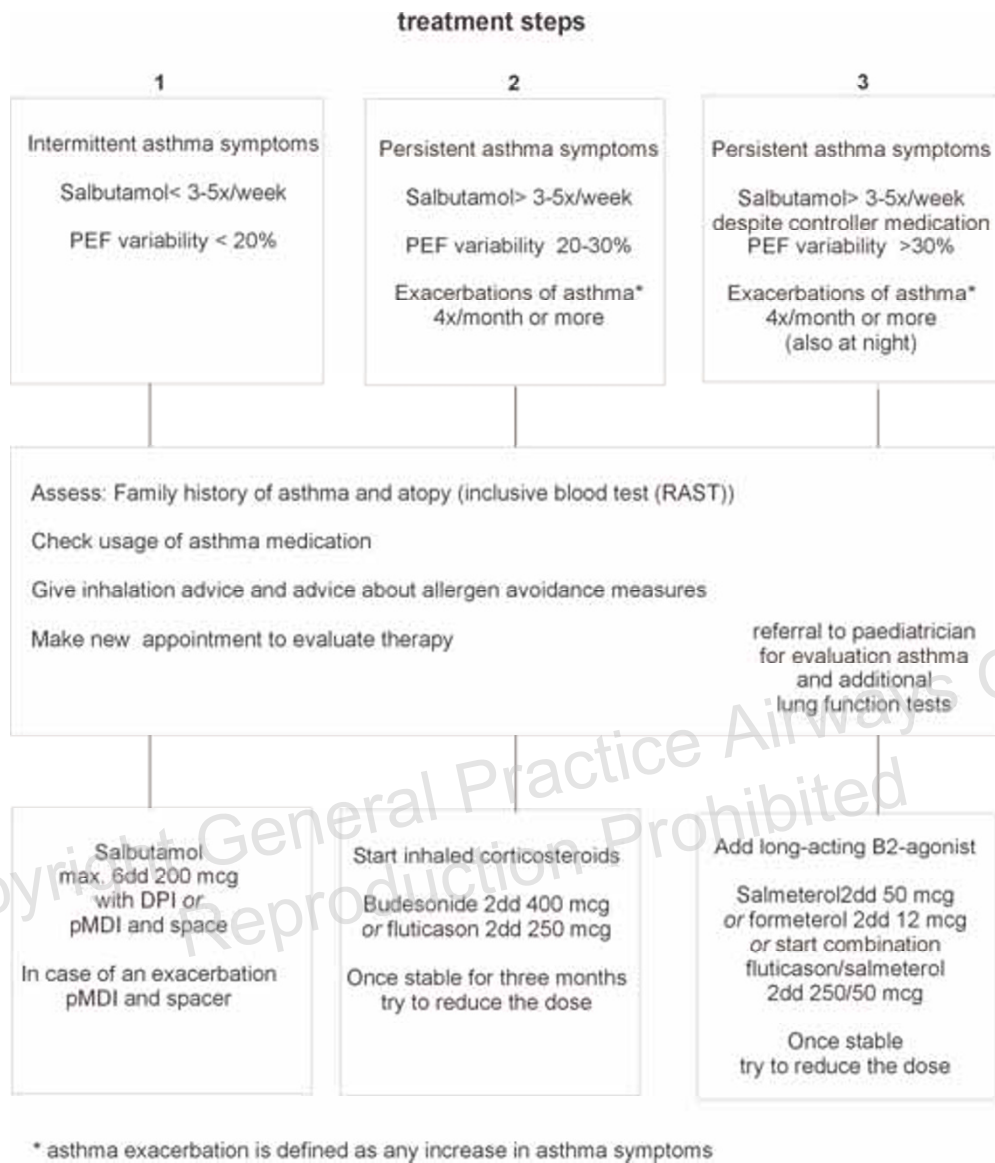 treatment steps
1
2
3
Intermittent asthma symptoms
Salbutamol< 3-5x/week
PEF variability < 20%
Persistent asthma symptoms
Salbutamol> 3-5x/week
PEF variability 20-30%
Exacerbations of asthma*
4x/month or more
Persistent asthma symptoms
Salbutamol> 3-5x/week
despite controller medication
PEF variability >30%
Exacerbations of asthma*
4x/month or more
(also at night)
Assess: Family history of asthma and atopy (inclusive blood test (RAST))
Check usage of asthma medication
Give inhalation advice and advice about allergen avoidance measures
Make new appointment to evaluate therapy
referral to paediatrician
for evaluation asthma
and additional
lung function tests
Salbutamol
max. 6dd 200 mcg
with DPI or
pMDI and space
In case of an exacerbation
pMDI and spacer
Start inhaled corticosteroids
Budesonide 2dd 400 mcg
or fluticason 2dd 250 mcg
Once stable for three months
try to reduce the dose
Add long-acting B2-agonist
Salmeterol2dd 50 mcg
or formeterol 2dd 12 mcg
or start combination
fluticason/salmeterol
2dd 250/50 mcg
Once stable
try to reduce the dose
* asthma exacerbation is defined as any increase in asthma symptoms
opyright General Practice Airways
Reproduction Prohibited